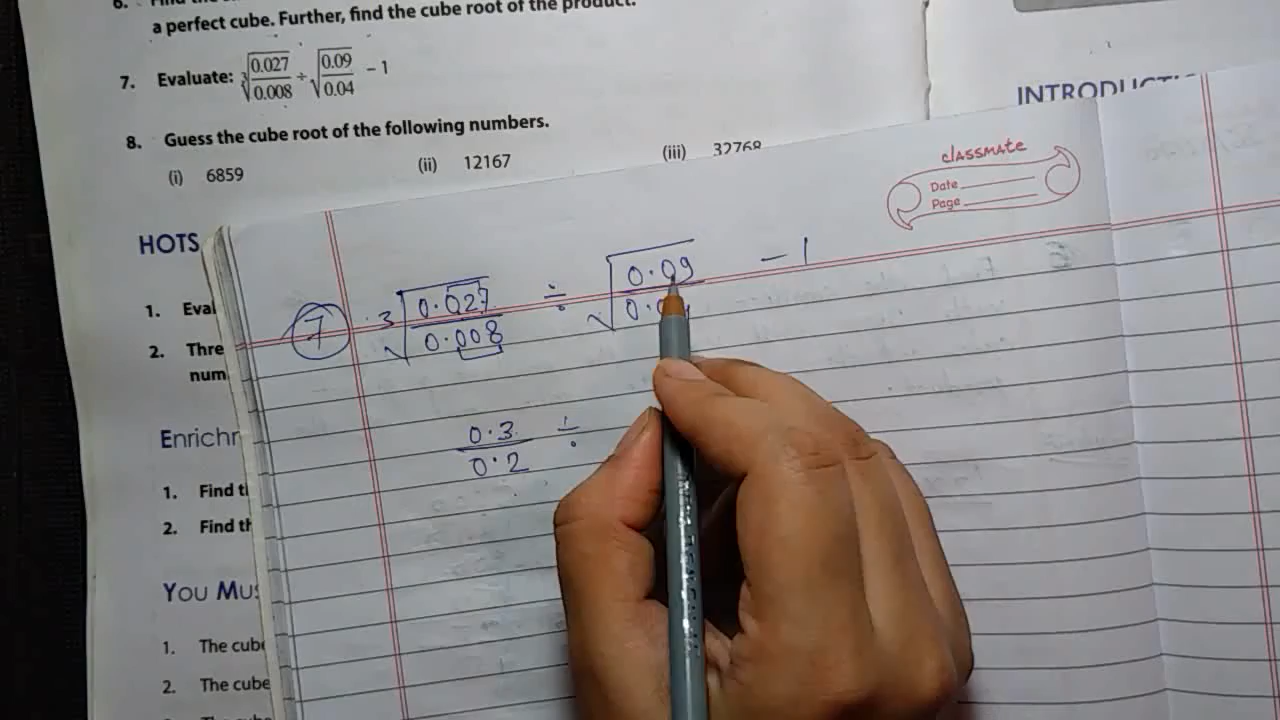 a perfect cube. Further, find the cube root of the product.
7. Evaluate: ∛(0.027/0.008) ÷ √(0.09/0.04) – 1
8. Guess the cube root of the following numbers.
(i) 6859 (ii) 12167 (iii) 32768
INTRODUCTI
classmate
Date
Page
HOTS
1. Eval
2. Thre
num
7 ∛(0.027/0.008) ÷ √(0.09/0.0 – 1
0.3/0.2 ÷
Enrichr
1. Find t
2. Find th
You Mus
1. The cube
2. The cube